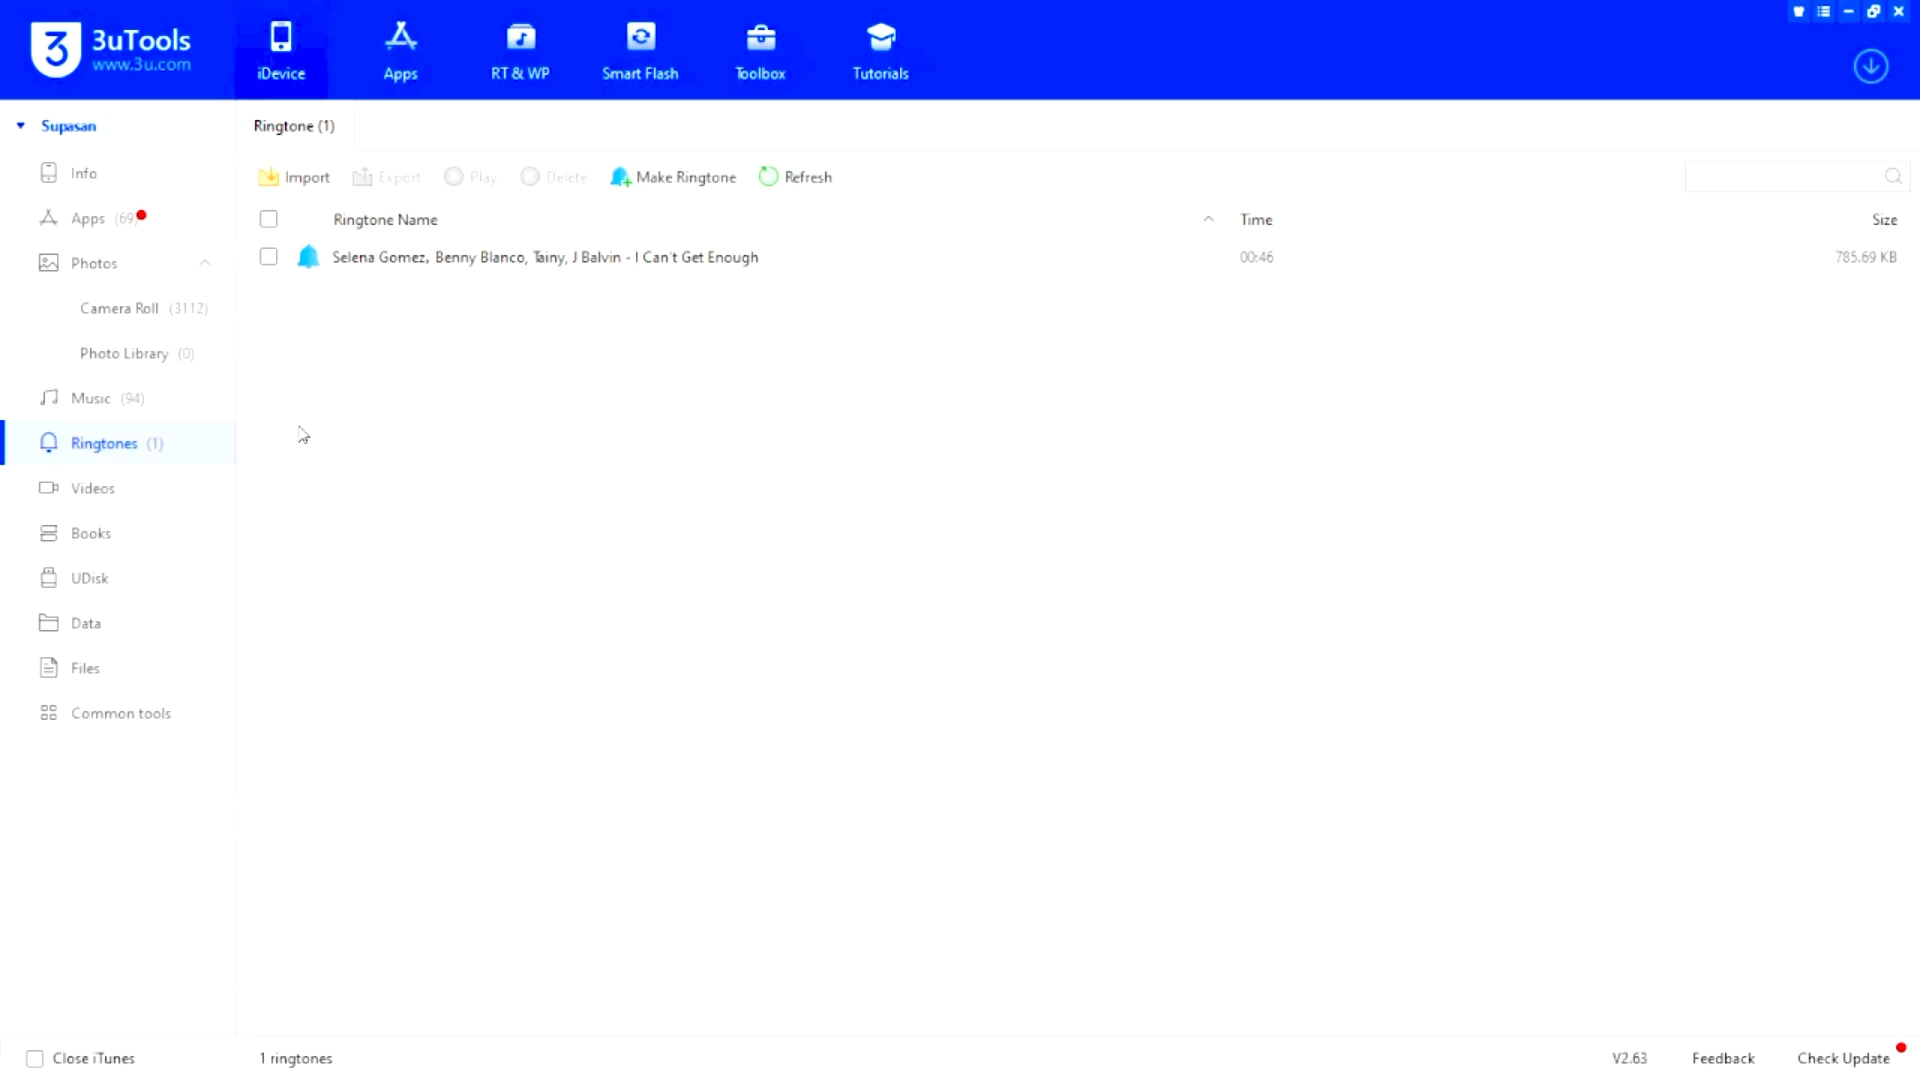 3uTools
www.3u.com
iDevice
Apps
RT & WP
Smart Flash
Toolbox
Tutorials
Supasan
Info
Apps (69)
Photos
Camera Roll (3112)
Photo Library (0)
Music (94)
Ringtones (1)
Videos
Books
UDisk
Data
Files
Common tools
Ringtone (1)
Import Export Play Delete Make Ringtone Refresh
Ringtone Name Time Size
Selena Gomez, Benny Blanco, Tainy, J Balvin - I Can't Get Enough 00:46 785.69 KB
Close iTunes 1 ringtones V2.63 Feedback Check Update